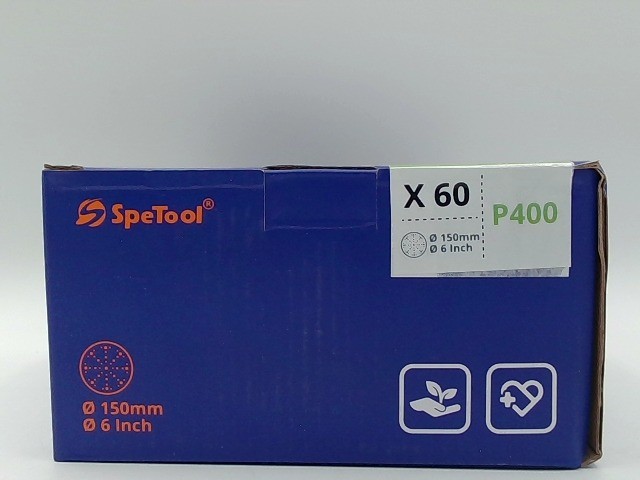 SpeTool®
X 60
P400
Ø 150mm
Ø 6 Inch
Ø 150mm
Ø 6 Inch